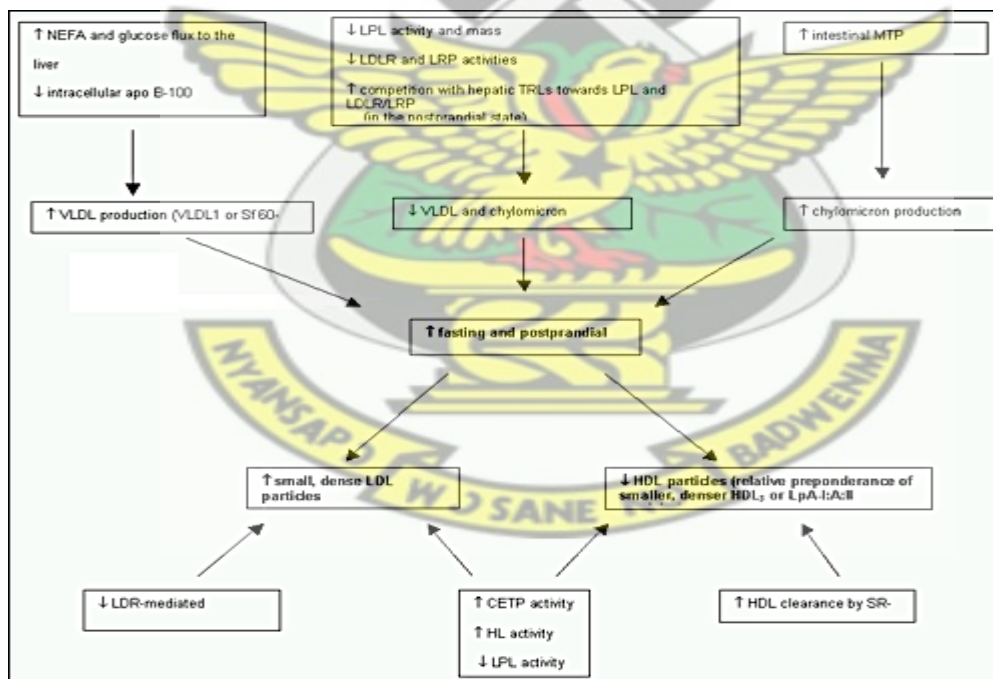 ↑ NEFA and glucose flux to the
liver
↓ intracellular apo B-100
↓ LPL activity and mass
↓ LDLR and LRP activities
↑ competition with hepatic TRLs towards LPL and
LDLR/LRP
(in the postprandial state)
↑ intestinal MTP
↑ VLDL production (VLDL1 or Sf 60-
↓ VLDL and chylomicron
↑ chylomicron production
↑ fasting and postprandial
↑ small, dense LDL
particles
↓ HDL particles (relative preponderance of
smaller, denser HDL₃ or LpA-I:A:II
↓ LDR-mediated
↑ CETP activity
↑ HL activity
↓ LPL activity
↑ HDL clearance by SR-
NYANSAPO WO SANE NO BADWENMA